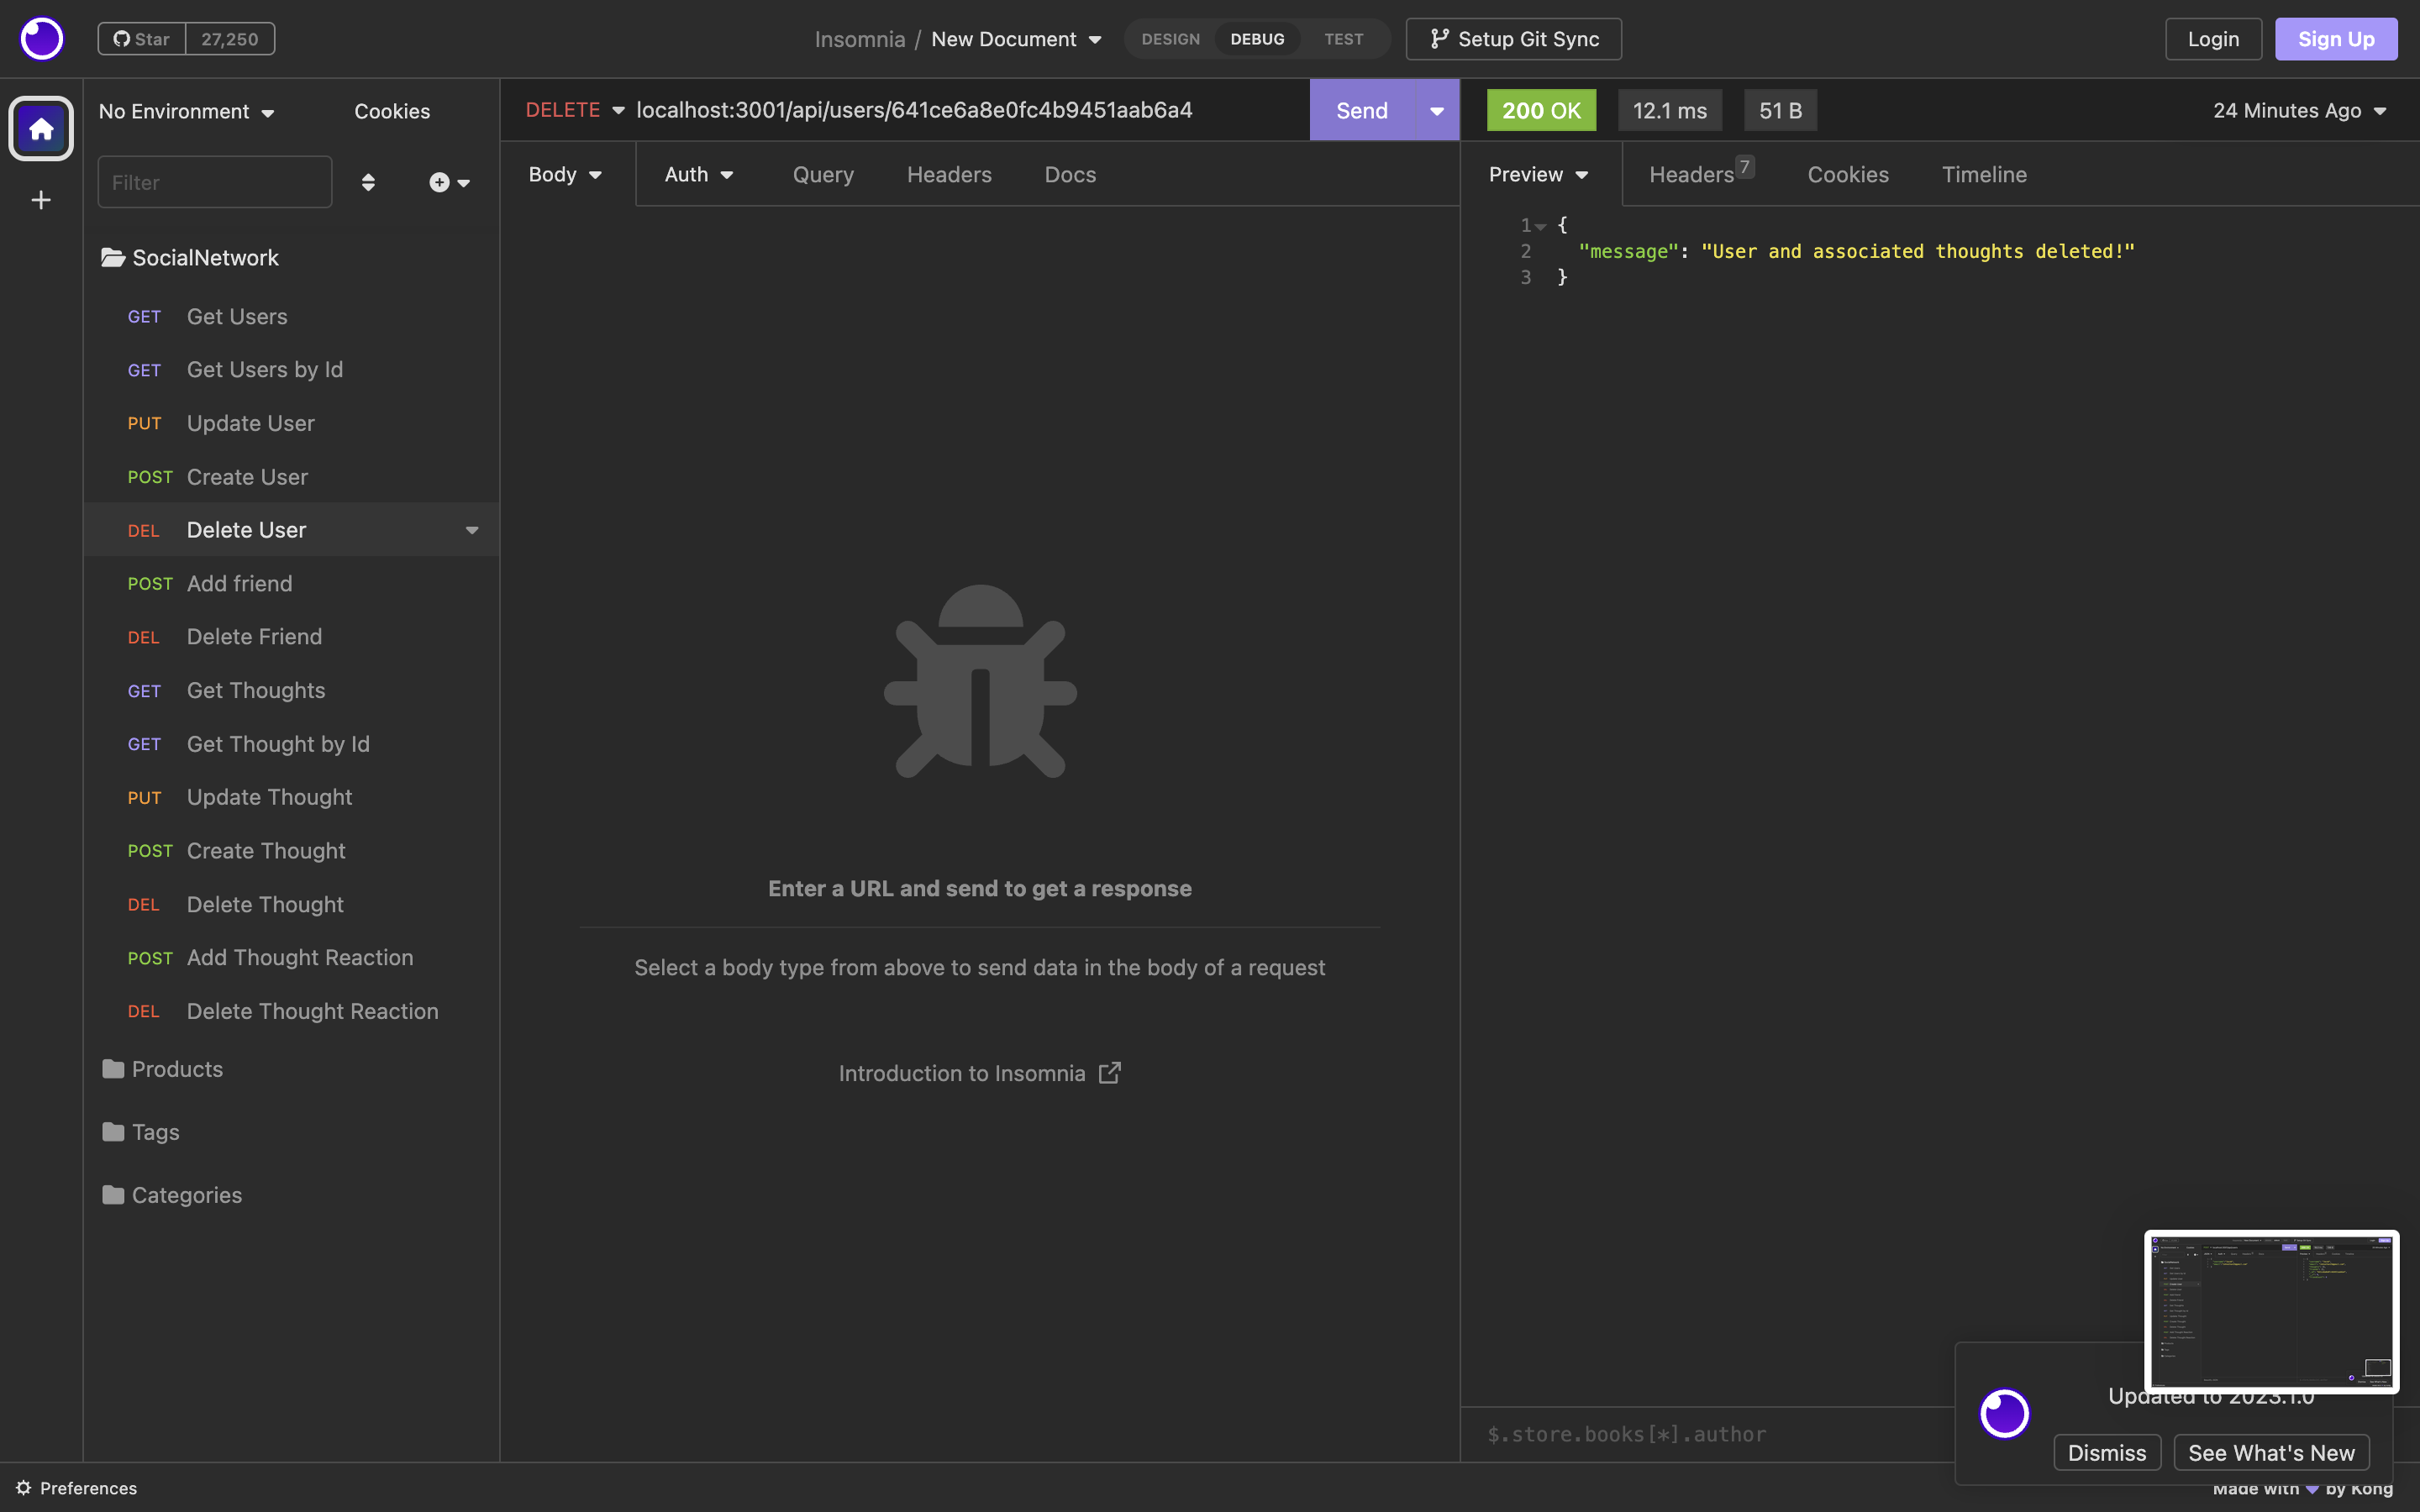 Star 27,250
Insomnia / New Document
DESIGN DEBUG TEST
Setup Git Sync
Login
Sign Up
No Environment
Cookies
Filter
SocialNetwork
GET Get Users
GET Get Users by Id
PUT Update User
POST Create User
DEL Delete User
POST Add friend
DEL Delete Friend
GET Get Thoughts
GET Get Thought by Id
PUT Update Thought
POST Create Thought
DEL Delete Thought
POST Add Thought Reaction
DEL Delete Thought Reaction
Products
Tags
Categories
Preferences
DELETE localhost:3001/api/users/641ce6a8e0fc4b9451aab6a4
Send
Body Auth Query Headers Docs
Enter a URL and send to get a response
Select a body type from above to send data in the body of a request
Introduction to Insomnia
200 OK 12.1 ms 51 B
24 Minutes Ago
Preview Headers 7 Cookies Timeline
1 {
2 "message": "User and associated thoughts deleted!"
3 }
$.store.books[*].author
Updated to 2023.1.0
Dismiss
See What's New
Made with by Kong